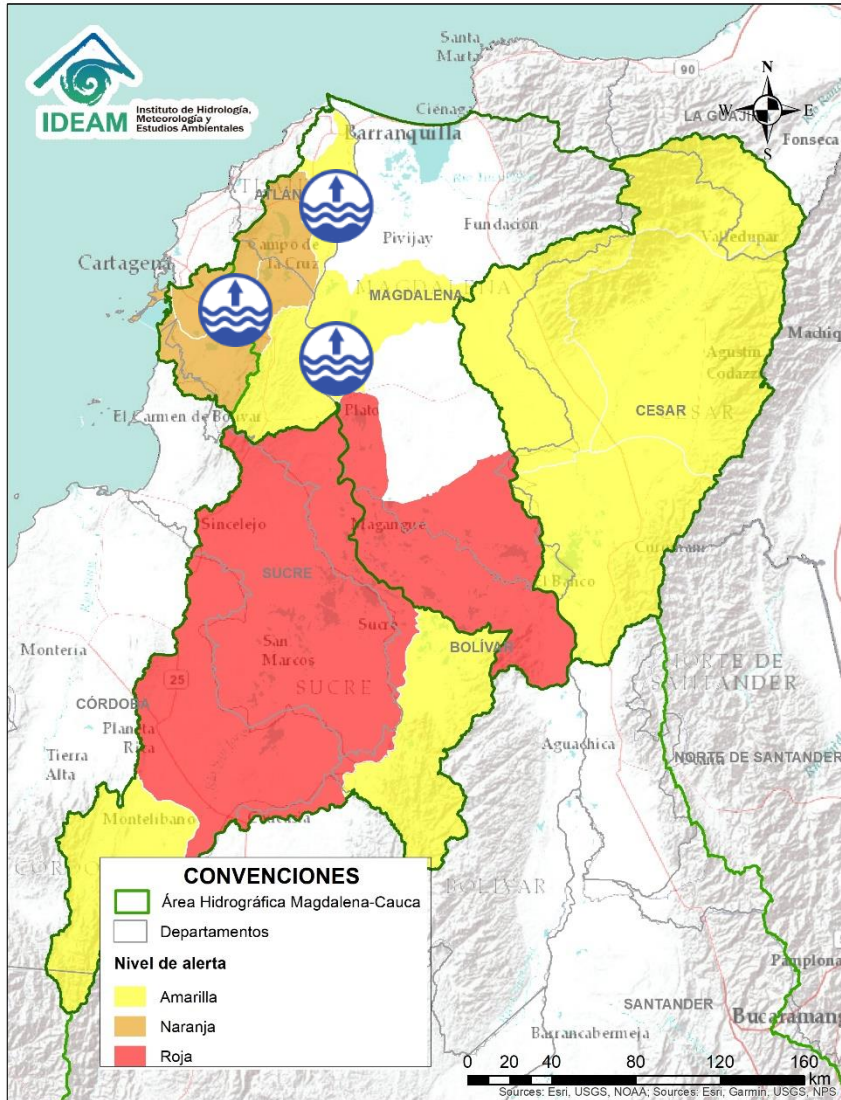 IDEAM
Instituto de Hidrología,
Meteorología y
Estudios Ambientales
Santa
Marta
90
N
W
E
S
Ciénaga
LA GUAJI
Fonseca
Barranquilla
Valledupar
Pivijay
Fundación
Campo de
la Cruz
Cartagena
MAGDALENA
Machiq
Agustín
Codazzi
El Carmen de Bolívar
CESAR
Plato
Sincelejo
Magangué
SUCRE
El Banco
Sucre
San
Marcos
BOLÍVAR
Montería
25
SUCRE
NORTE DE
SANTANDER
CÓRDOBA
Planeta
Rica
Aguachica
NORTE DE SANTANDER
Tierra
Alta
Montelíbano
BOLÍVAR
CONVENCIONES
Área Hidrográfica Magdalena-Cauca
Departamentos
Nivel de alerta
Amarilla
Naranja
Roja
Pamplona
SANTANDER
Bucaramang
Barrancabermeja
0 20 40 80 120 160
km
Sources: Esri, USGS, NOAA; Sources: Esri, Garmin, USGS, NPS